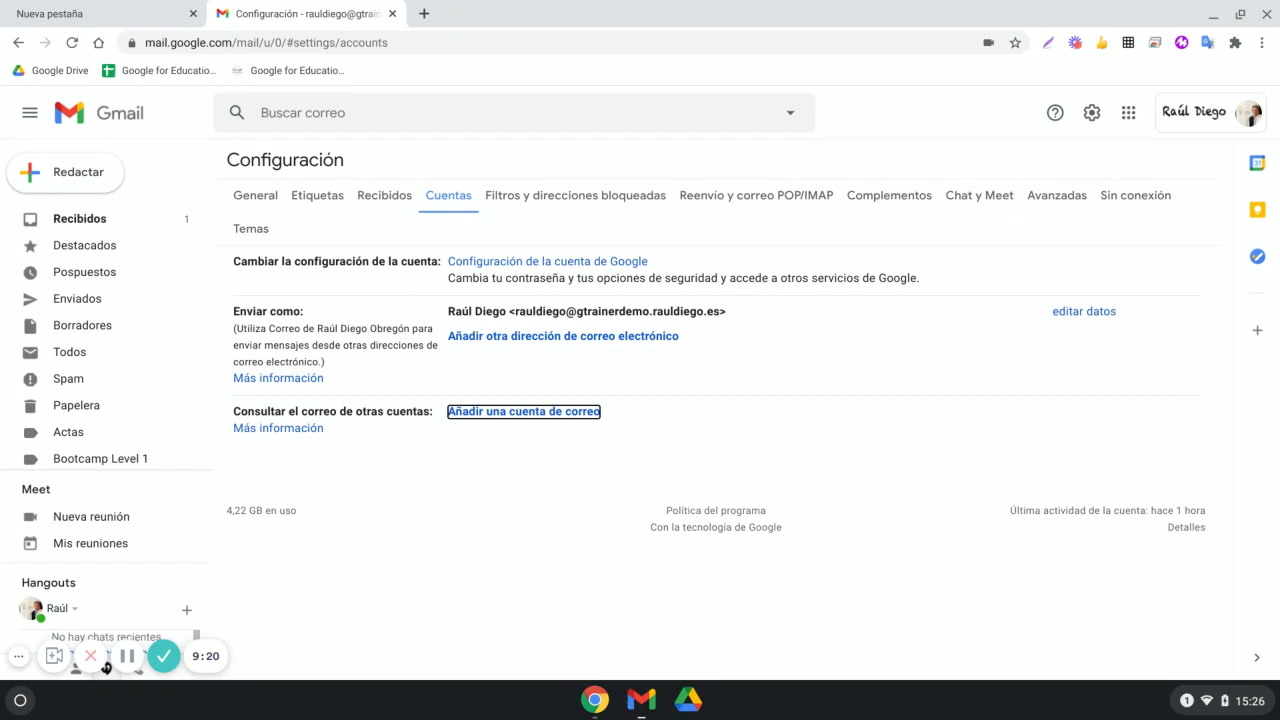 Nueva pestaña
Configuración - rauldiego@gtrain
mail.google.com/mail/u/0/#settings/accounts
Google Drive
Google for Educatio...
Google for Educatio...
Gmail
Buscar correo
Raúl Diego
Redactar
Recibidos 1
Destacados
Pospuestos
Enviados
Borradores
Todos
Spam
Papelera
Actas
Bootcamp Level 1
Meet
Nueva reunión
Mis reuniones
Hangouts
Raúl
No hay chats recientes
9:20
Configuración
General Etiquetas Recibidos Cuentas Filtros y direcciones bloqueadas Reenvío y correo POP/IMAP Complementos Chat y Meet Avanzadas Sin conexión
Temas
Cambiar la configuración de la cuenta: Configuración de la cuenta de Google
Cambia tu contraseña y tus opciones de seguridad y accede a otros servicios de Google.
Enviar como:
(Utiliza Correo de Raúl Diego Obregón para
enviar mensajes desde otras direcciones de
correo electrónico.)
Más información
Raúl Diego <rauldiego@gtrainerdemo.rauldiego.es> editar datos
Añadir otra dirección de correo electrónico
Consultar el correo de otras cuentas: Añadir una cuenta de correo
Más información
4,22 GB en uso
Política del programa
Con la tecnología de Google
Última actividad de la cuenta: hace 1 hora
Detalles
31
1
15:26